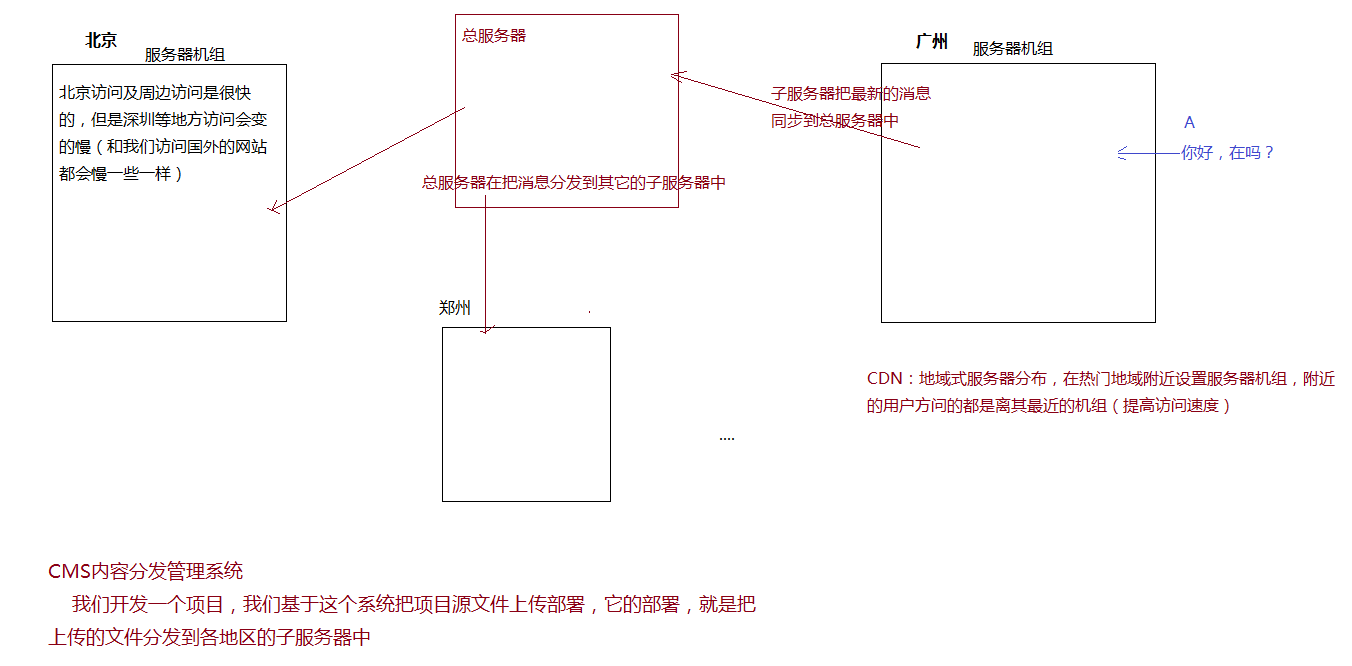 北京
服务器机组
北京访问及周边访问是很快
的，但是深圳等地方访问会变
的慢（和我们访问国外的网站
都会慢一些一样）
总服务器
总服务器在把消息分发到其它的子服务器中
广州
服务器机组
子服务器把最新的消息
同步到总服务器中
A
你好，在吗？
郑州
....
CDN：地域式服务器分布，在热门地域附近设置服务器机组，附近
的用户方问的都是离其最近的机组（提高访问速度）
CMS内容分发管理系统
我们开发一个项目，我们基于这个系统把项目源文件上传部署，它的部署，就是把
上传的文件分发到各地区的子服务器中